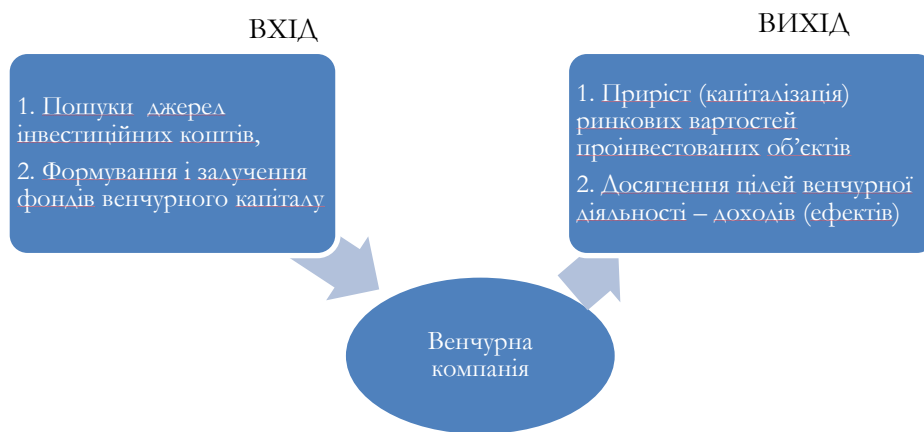 ВХІД
1. Пошуки джерел
інвестиційних коштів,
2. Формування і залучення
фондів венчурного капіталу
ВИХІД
1. Приріст (капіталізація)
ринкових вартостей
проінвестованих об’єктів
2. Досягнення цілей венчурної
діяльності – доходів (ефектів)
Венчурна
компанія